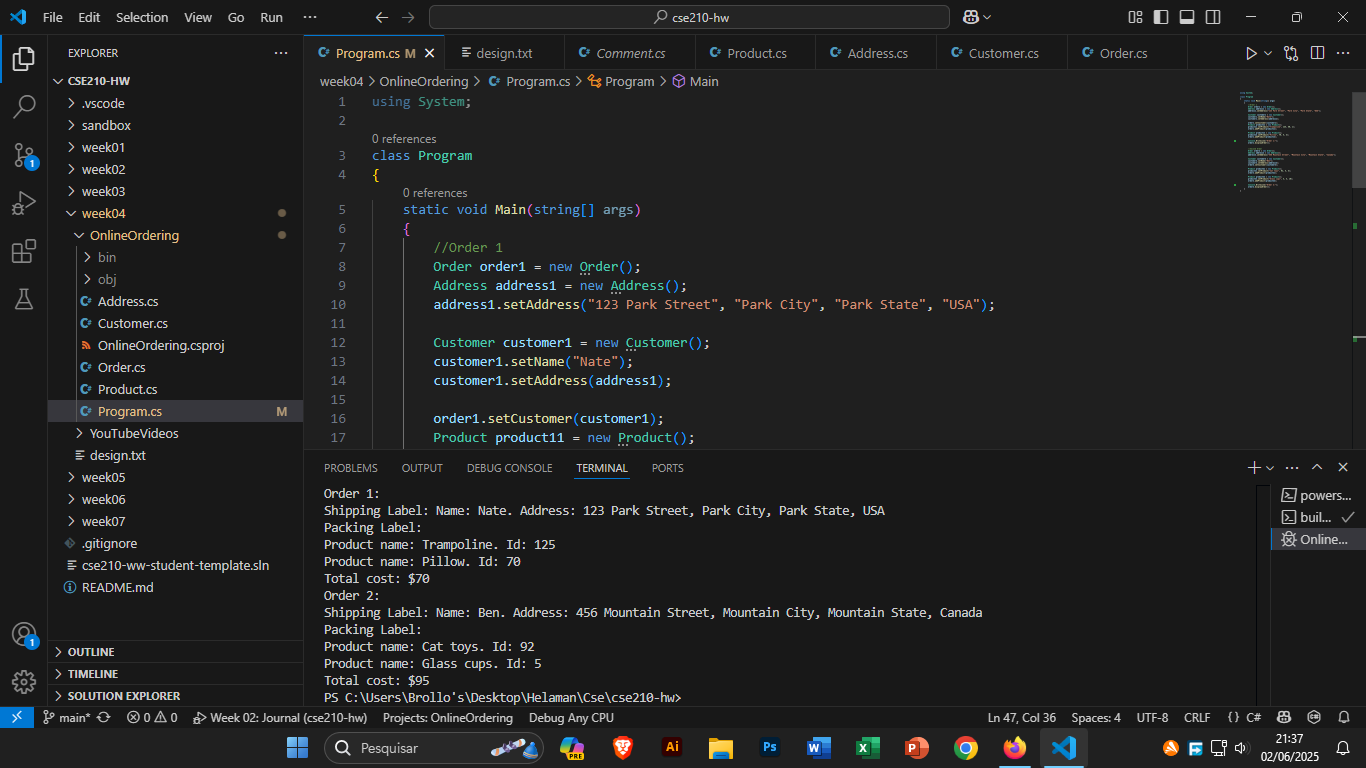 File Edit Selection View Go Run ··· cse210-hw
EXPLORER
CSE210-HW
.vscode
sandbox
week01
week02
week03
week04
OnlineOrdering
bin
obj
Address.cs
Customer.cs
OnlineOrdering.csproj
Order.cs
Product.cs
Program.cs M
YouTubeVideos
design.txt
week05
week06
week07
.gitignore
cse210-ww-student-template.sln
README.md
OUTLINE
TIMELINE
SOLUTION EXPLORER
1
1
Program.cs M design.txt Comment.cs Product.cs Address.cs Customer.cs Order.cs
week04 > OnlineOrdering > Program.cs > Program > Main
1 using System;
2
0 references
3 class Program
4 {
0 references
5 static void Main(string[] args)
6 {
7 //Order 1
8 Order order1 = new Order();
9 Address address1 = new Address();
10 address1.setAddress("123 Park Street", "Park City", "Park State", "USA");
11
12 Customer customer1 = new Customer();
13 customer1.setName("Nate");
14 customer1.setAddress(address1);
15
16 order1.setCustomer(customer1);
17 Product product11 = new Product();
PROBLEMS OUTPUT DEBUG CONSOLE TERMINAL PORTS
Order 1:
Shipping Label: Name: Nate. Address: 123 Park Street, Park City, Park State, USA
Packing Label:
Product name: Trampoline. Id: 125
Product name: Pillow. Id: 70
Total cost: $70
Order 2:
Shipping Label: Name: Ben. Address: 456 Mountain Street, Mountain City, Mountain State, Canada
Packing Label:
Product name: Cat toys. Id: 92
Product name: Glass cups. Id: 5
Total cost: $95
PS C:\Users\Brollo's\Desktop\Helaman\Cse\cse210-hw>
powers...
buil...
Online...
main* 0 0 Week 02: Journal (cse210-hw) Projects: OnlineOrdering Debug Any CPU Ln 47, Col 36 Spaces: 4 UTF-8 CRLF {} C#
Pesquisar
PRE
Ai
Ps
21:37
02/06/2025